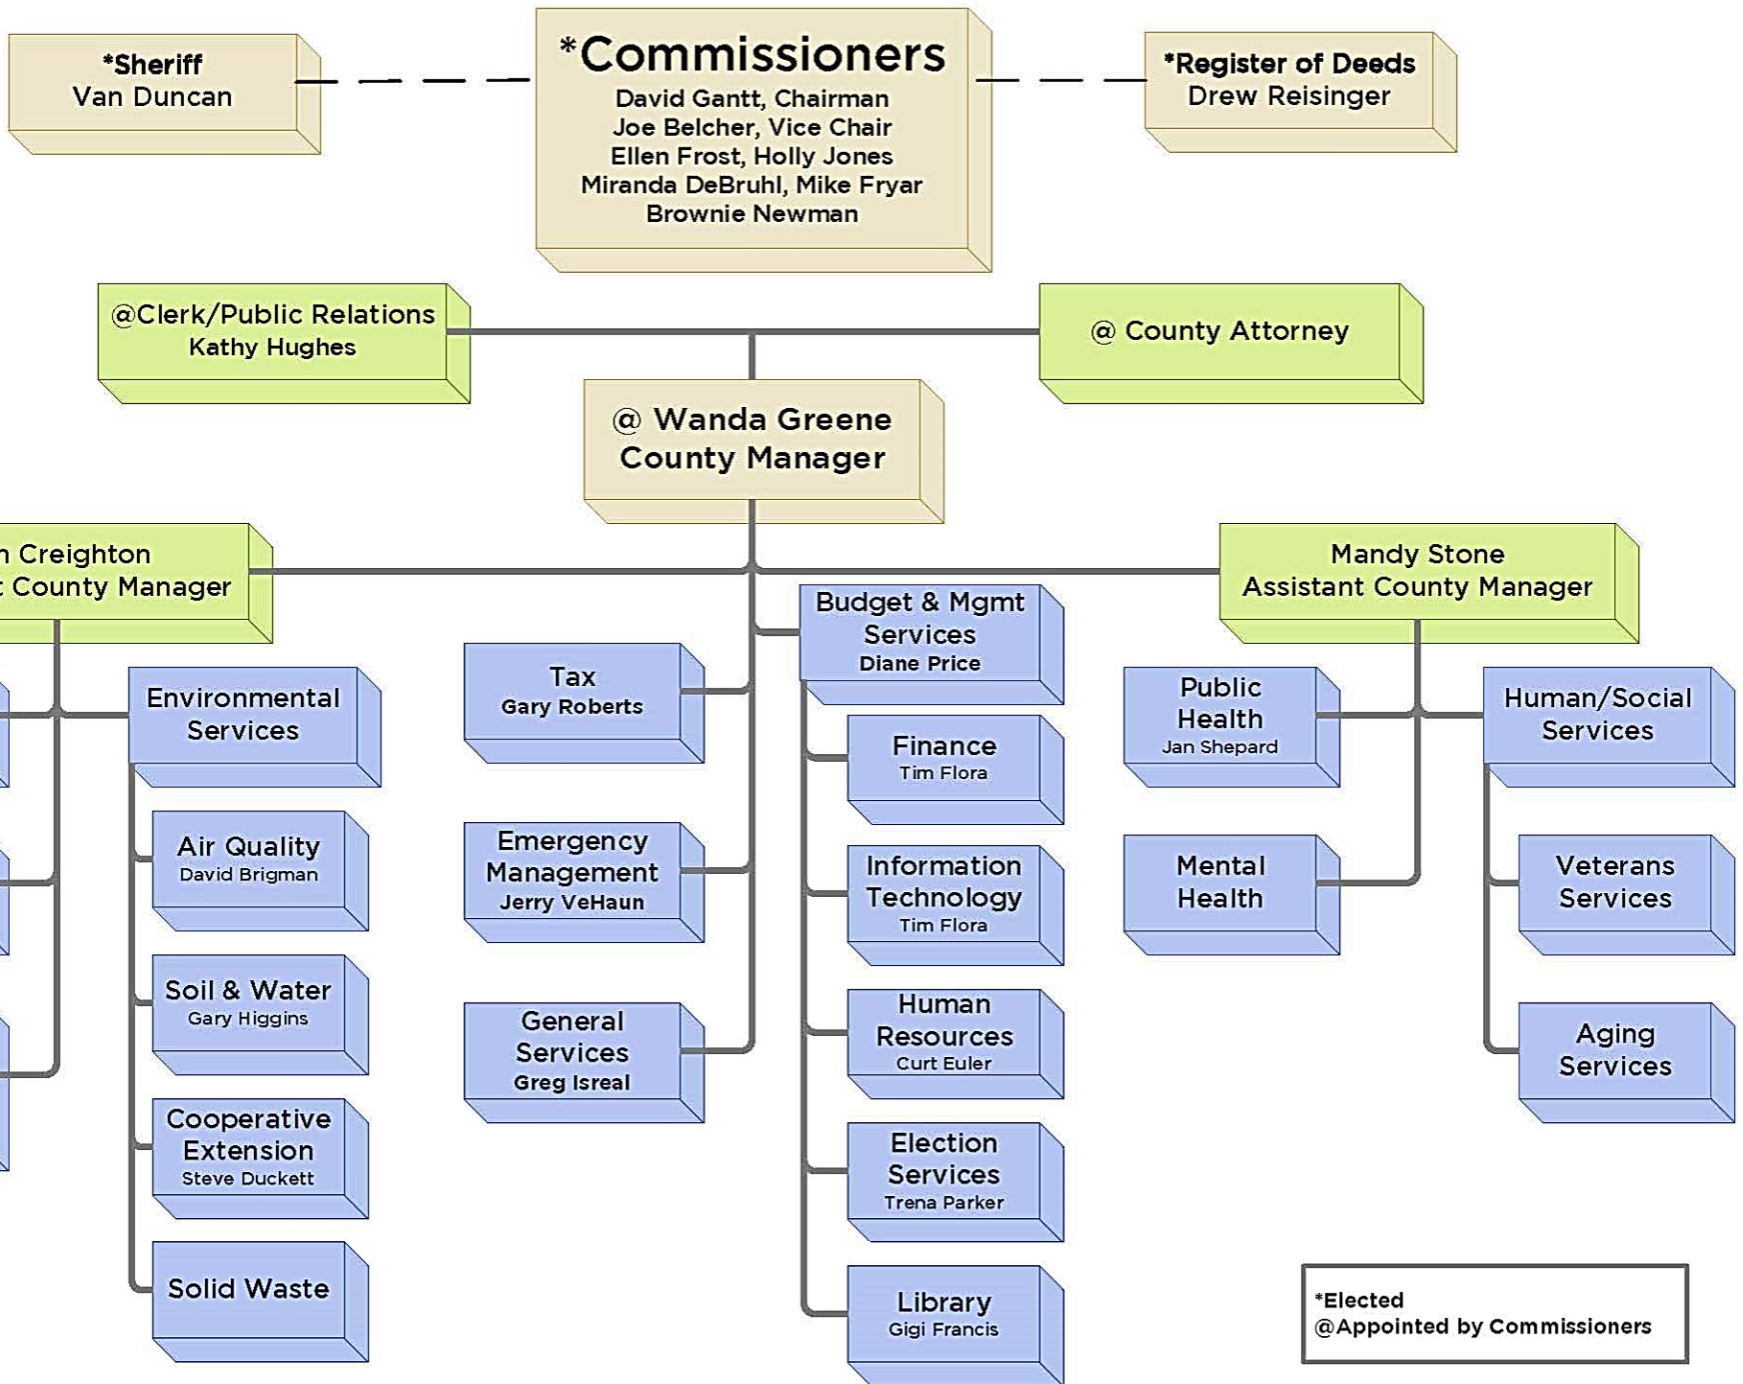 *Sheriff
Van Duncan
*Commissioners
David Gantt, Chairman
Joe Belcher, Vice Chair
Ellen Frost, Holly Jones
Miranda DeBruhl, Mike Fryar
Brownie Newman
*Register of Deeds
Drew Reisinger
@Clerk/Public Relations
Kathy Hughes
@ County Attorney
@ Wanda Greene
County Manager
Creighton
County Manager
Mandy Stone
Assistant County Manager
Environmental
Services
Air Quality
David Brigman
Soil & Water
Gary Higgins
Cooperative
Extension
Steve Duckett
Solid Waste
Tax
Gary Roberts
Emergency
Management
Jerry VeHaun
General
Services
Greg Isreal
Budget & Mgmt
Services
Diane Price
Finance
Tim Flora
Information
Technology
Tim Flora
Human
Resources
Curt Euler
Election
Services
Trena Parker
Library
Gigi Francis
Public
Health
Jan Shepard
Mental
Health
Human/Social
Services
Veterans
Services
Aging
Services
*Elected
@Appointed by Commissioners